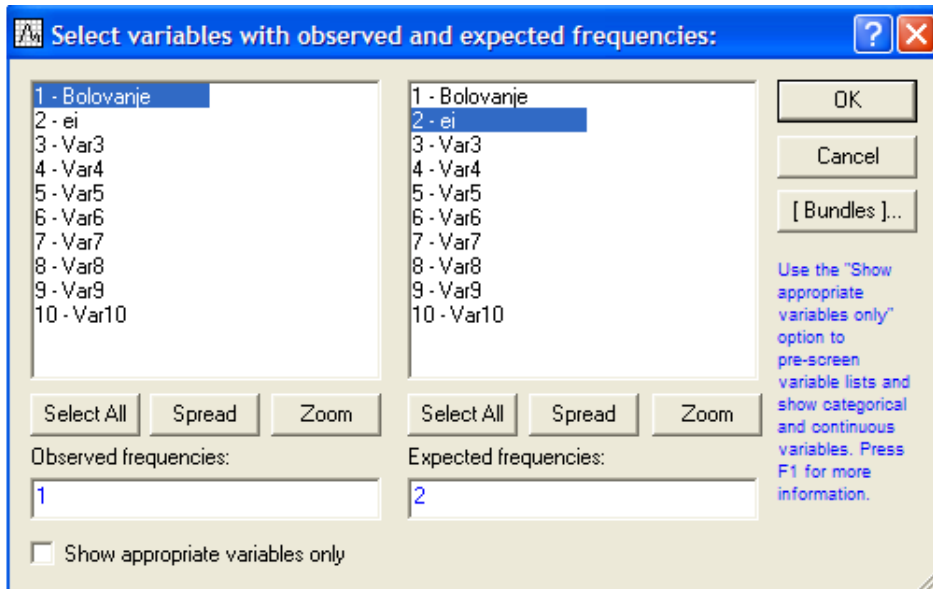 Select variables with observed and expected frequencies:
1 - Bolovanje
2 - ei
3 - Var3
4 - Var4
5 - Var5
6 - Var6
7 - Var7
8 - Var8
9 - Var9
10 - Var10
Select All
Spread
Zoom
Observed frequencies:
1
1 - Bolovanje
2 - ei
3 - Var3
4 - Var4
5 - Var5
6 - Var6
7 - Var7
8 - Var8
9 - Var9
10 - Var10
Select All
Spread
Zoom
Expected frequencies:
2
OK
Cancel
[ Bundles ]...
Use the "Show
appropriate
variables only"
option to
pre-screen
variable lists and
show categorical
and continuous
variables. Press
F1 for more
information.
Show appropriate variables only